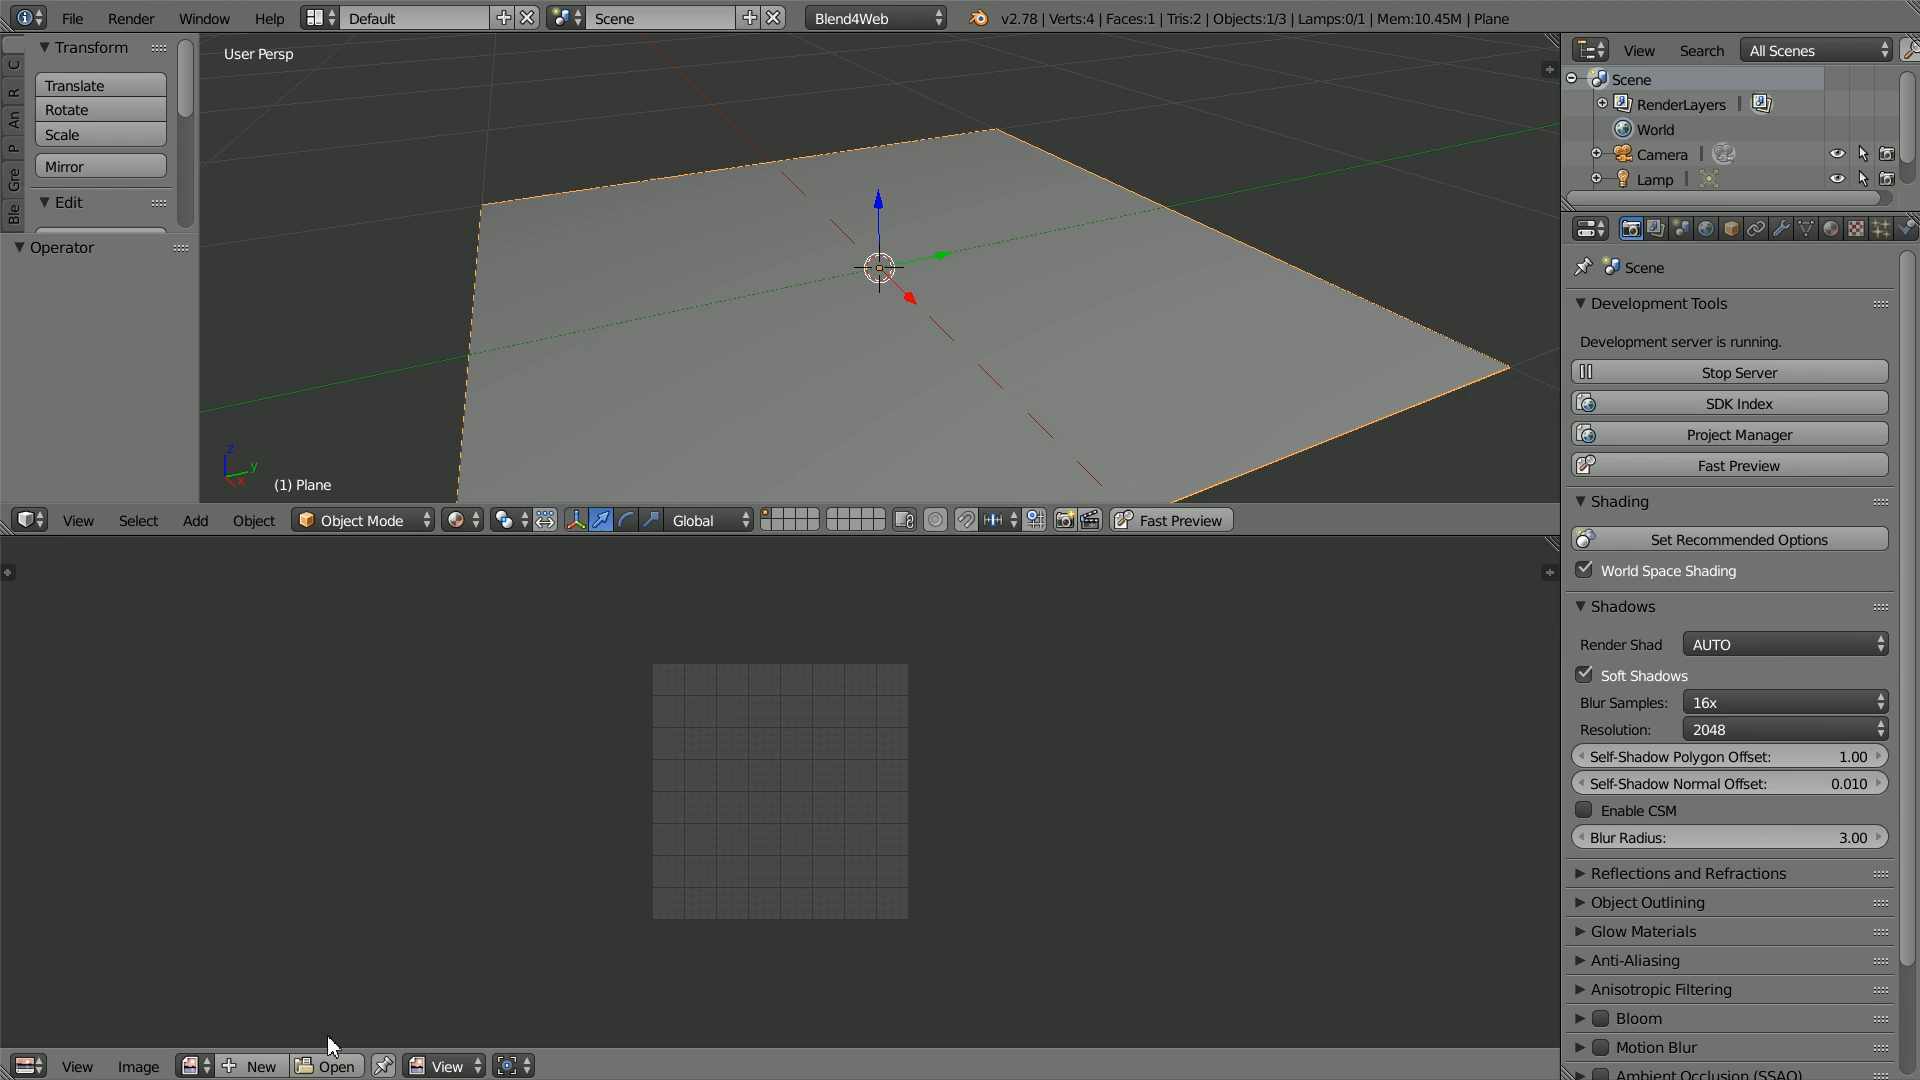 File Render Window Help Default Scene Blend4Web v2.78 | Verts:4 | Faces:1 | Tris:2 | Objects:1/3 | Lamps:0/1 | Mem:10.45M | Plane
Transform
Translate
Rotate
Scale
Mirror
Edit
Operator
C
R
An
P
Gre
Ble
User Persp
z
y
x
(1) Plane
View Select Add Object Object Mode Global Fast Preview
View Image New Open View
View Search All Scenes
Scene
RenderLayers
World
Camera
Lamp
Scene
Development Tools
Development server is running.
Stop Server
SDK Index
Project Manager
Fast Preview
Shading
Set Recommended Options
World Space Shading
Shadows
Render Shad AUTO
Soft Shadows
Blur Samples: 16x
Resolution: 2048
Self-Shadow Polygon Offset: 1.00
Self-Shadow Normal Offset: 0.010
Enable CSM
Blur Radius: 3.00
Reflections and Refractions
Object Outlining
Glow Materials
Anti-Aliasing
Anisotropic Filtering
Bloom
Motion Blur
Ambient Occlusion (SSAO)